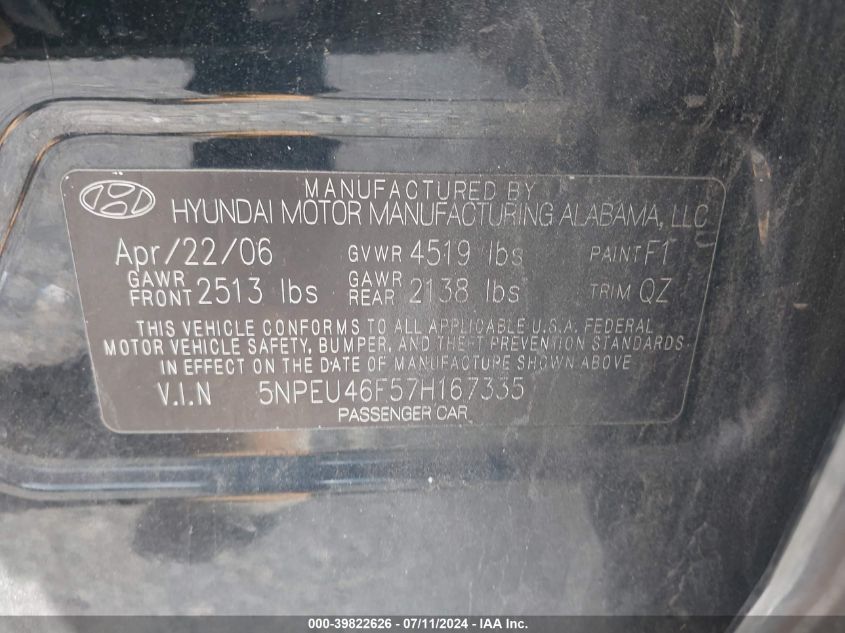 MANUFACTURED BY
HYUNDAI MOTOR MANUFACTURING ALABAMA, LLC
Apr/22/06 GVWR 4519 lbs PAINT F1
GAWR FRONT 2513 lbs GAWR REAR 2138 lbs TRIM QZ
THIS VEHICLE CONFORMS TO ALL APPLICABLE U.S.A. FEDERAL
MOTOR VEHICLE SAFETY, BUMPER, AND THEFT PREVENTION STANDARDS
IN EFFECT ON THE DATE OF MANUFACTURE SHOWN ABOVE
V.I.N 5NPEU46F57H167335
PASSENGER CAR
000-39822626 - 07/11/2024 - IAA Inc.